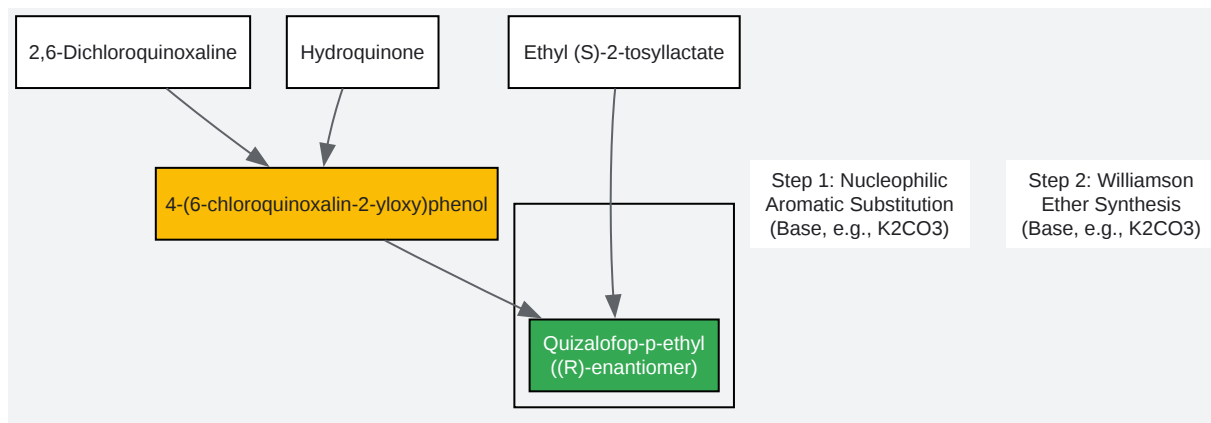 2,6-Dichloroquinoxaline
Hydroquinone
Ethyl (S)-2-tosyllactate
4-(6-chloroquinoxalin-2-yloxy)phenol
Step 1: Nucleophilic
Aromatic Substitution
(Base, e.g., K2CO3)
Step 2: Williamson
Ether Synthesis
(Base, e.g., K2CO3)
Quizalofop-p-ethyl
((R)-enantiomer)